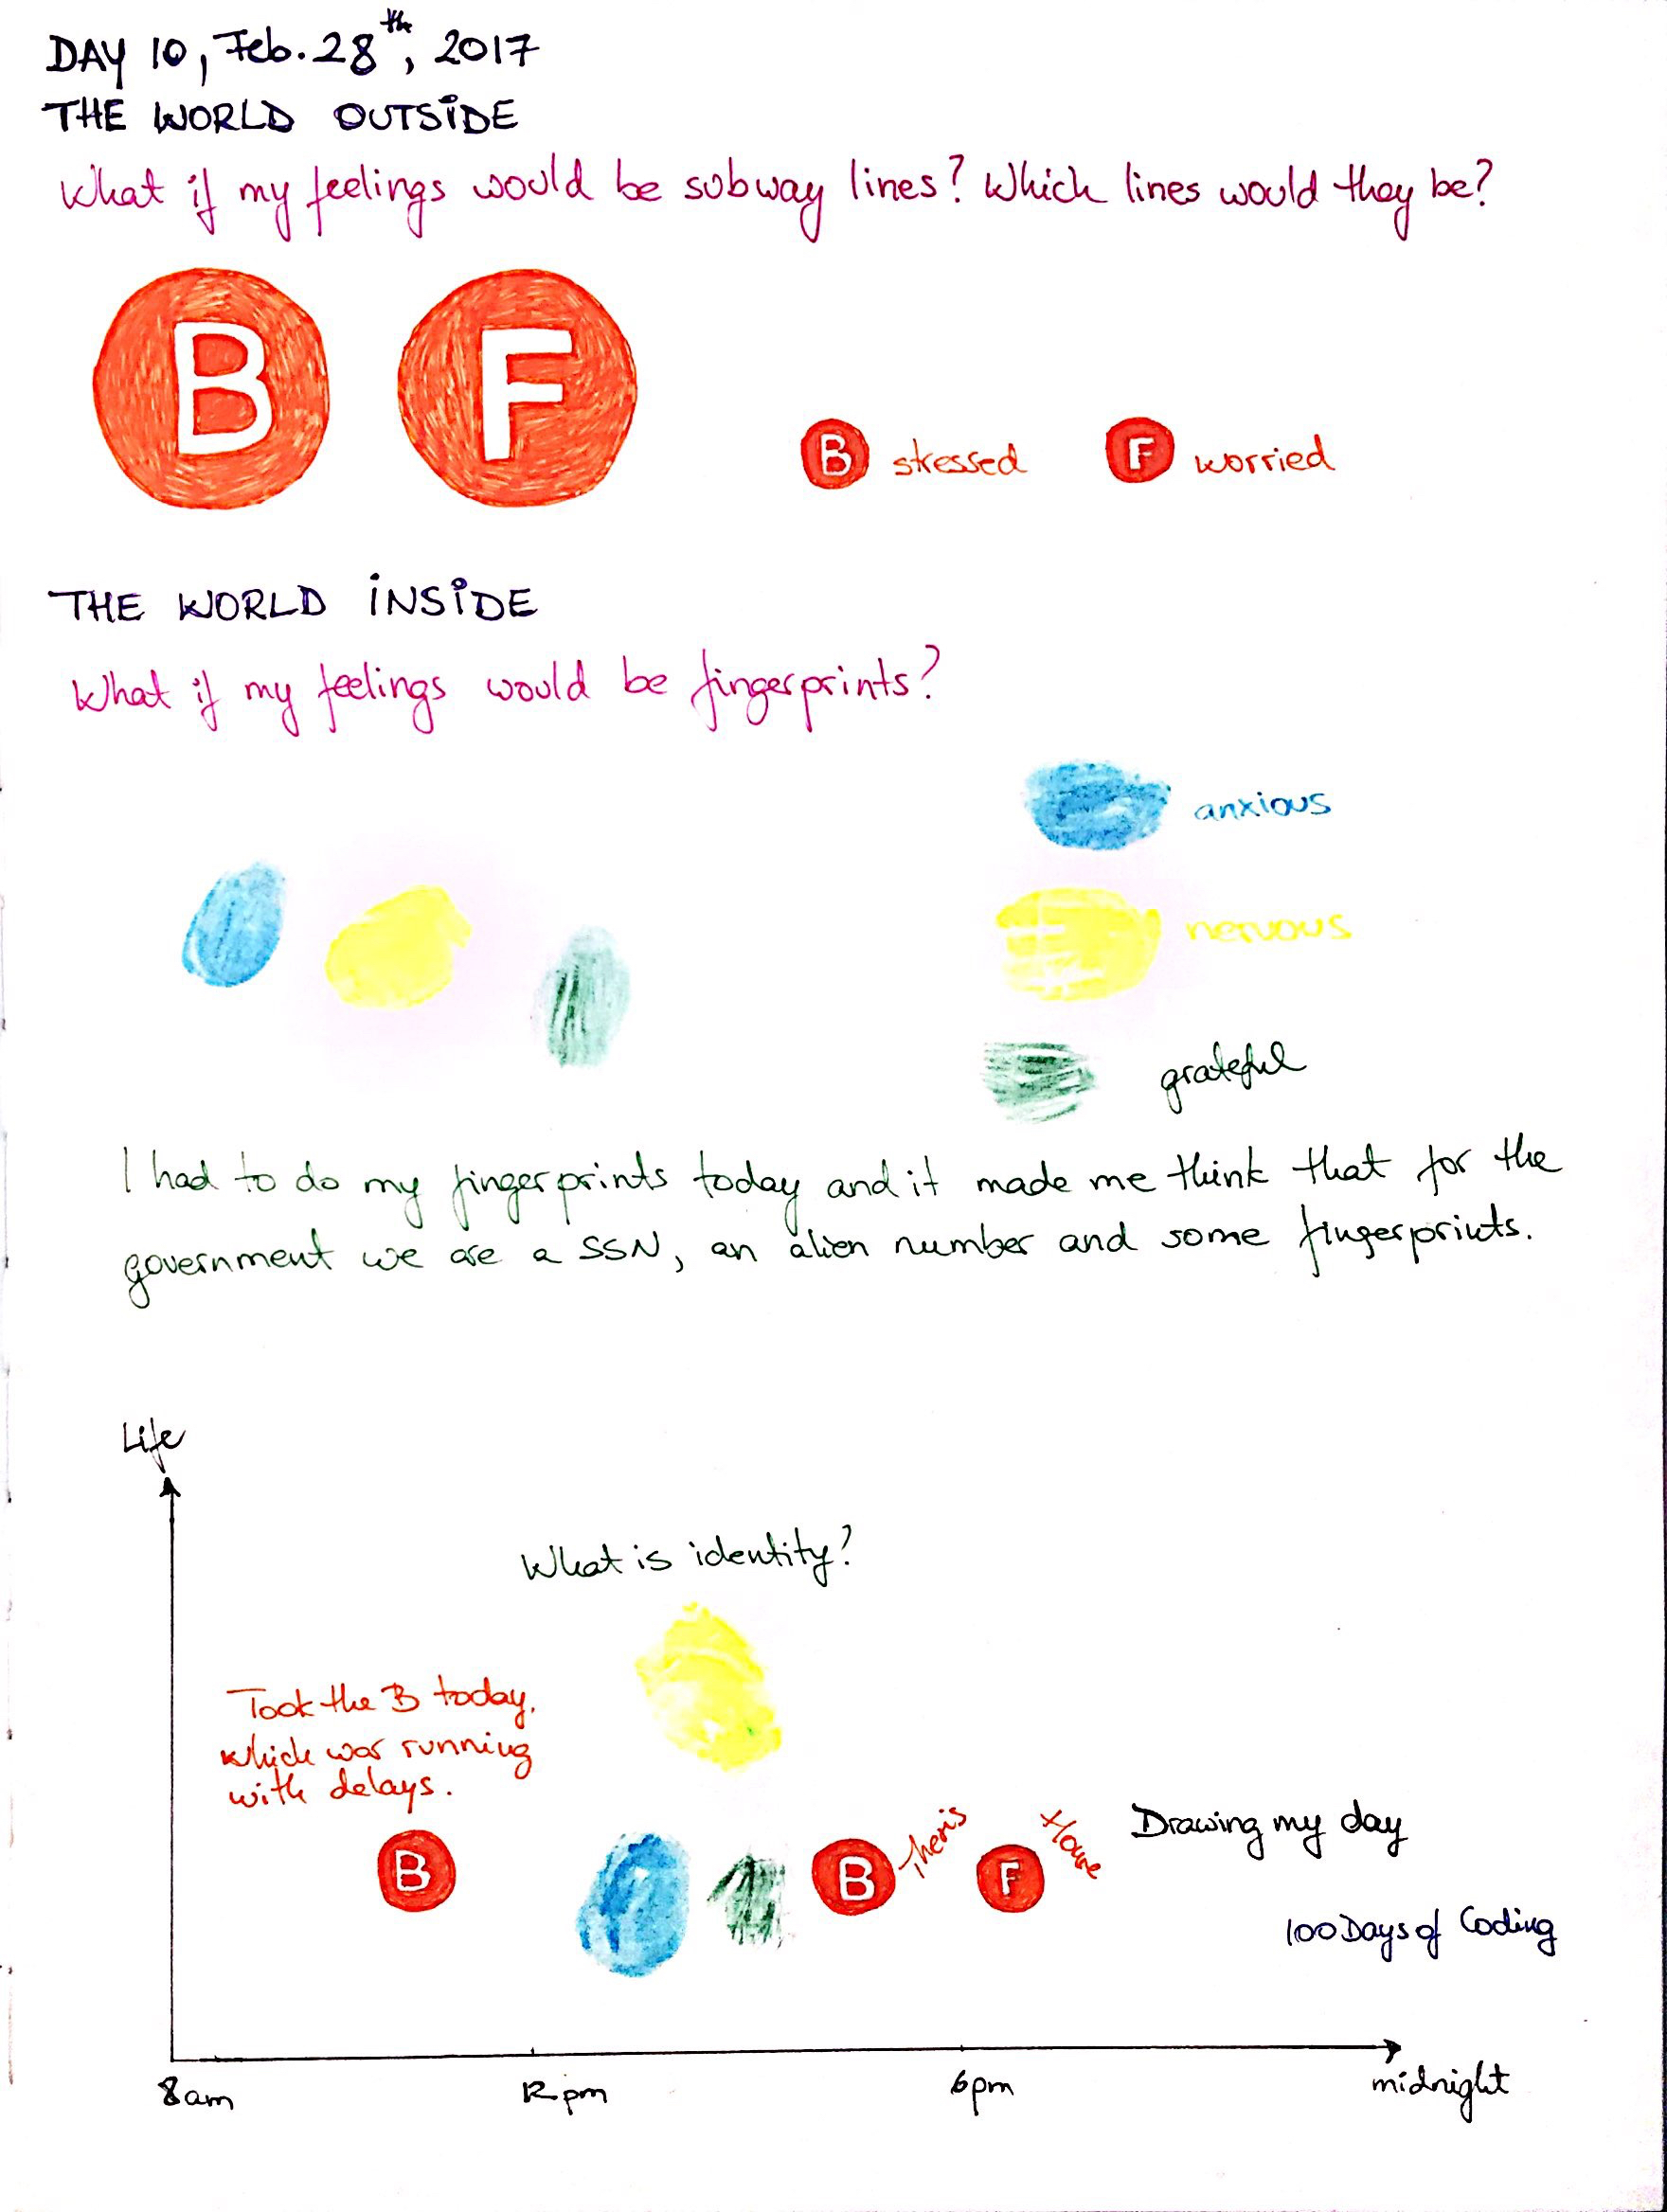 DAY 10, Feb. 28th, 2017
THE WORLD OUTSIDE
What if my feelings would be subway lines? Which lines would they be?
B F
B stressed F worried
THE WORLD INSIDE
What if my feelings would be fingerprints?
anxious
nervous
grateful
I had to do my fingerprints today and it made me think that for the
government we are a SSN, an alien number and some fingerprints.
Life
What is identity?
Took the B today,
which was running
with delays.
B B Theris F Home
Drawing my day
100 Days of Coding
8am 12pm 6pm midnight